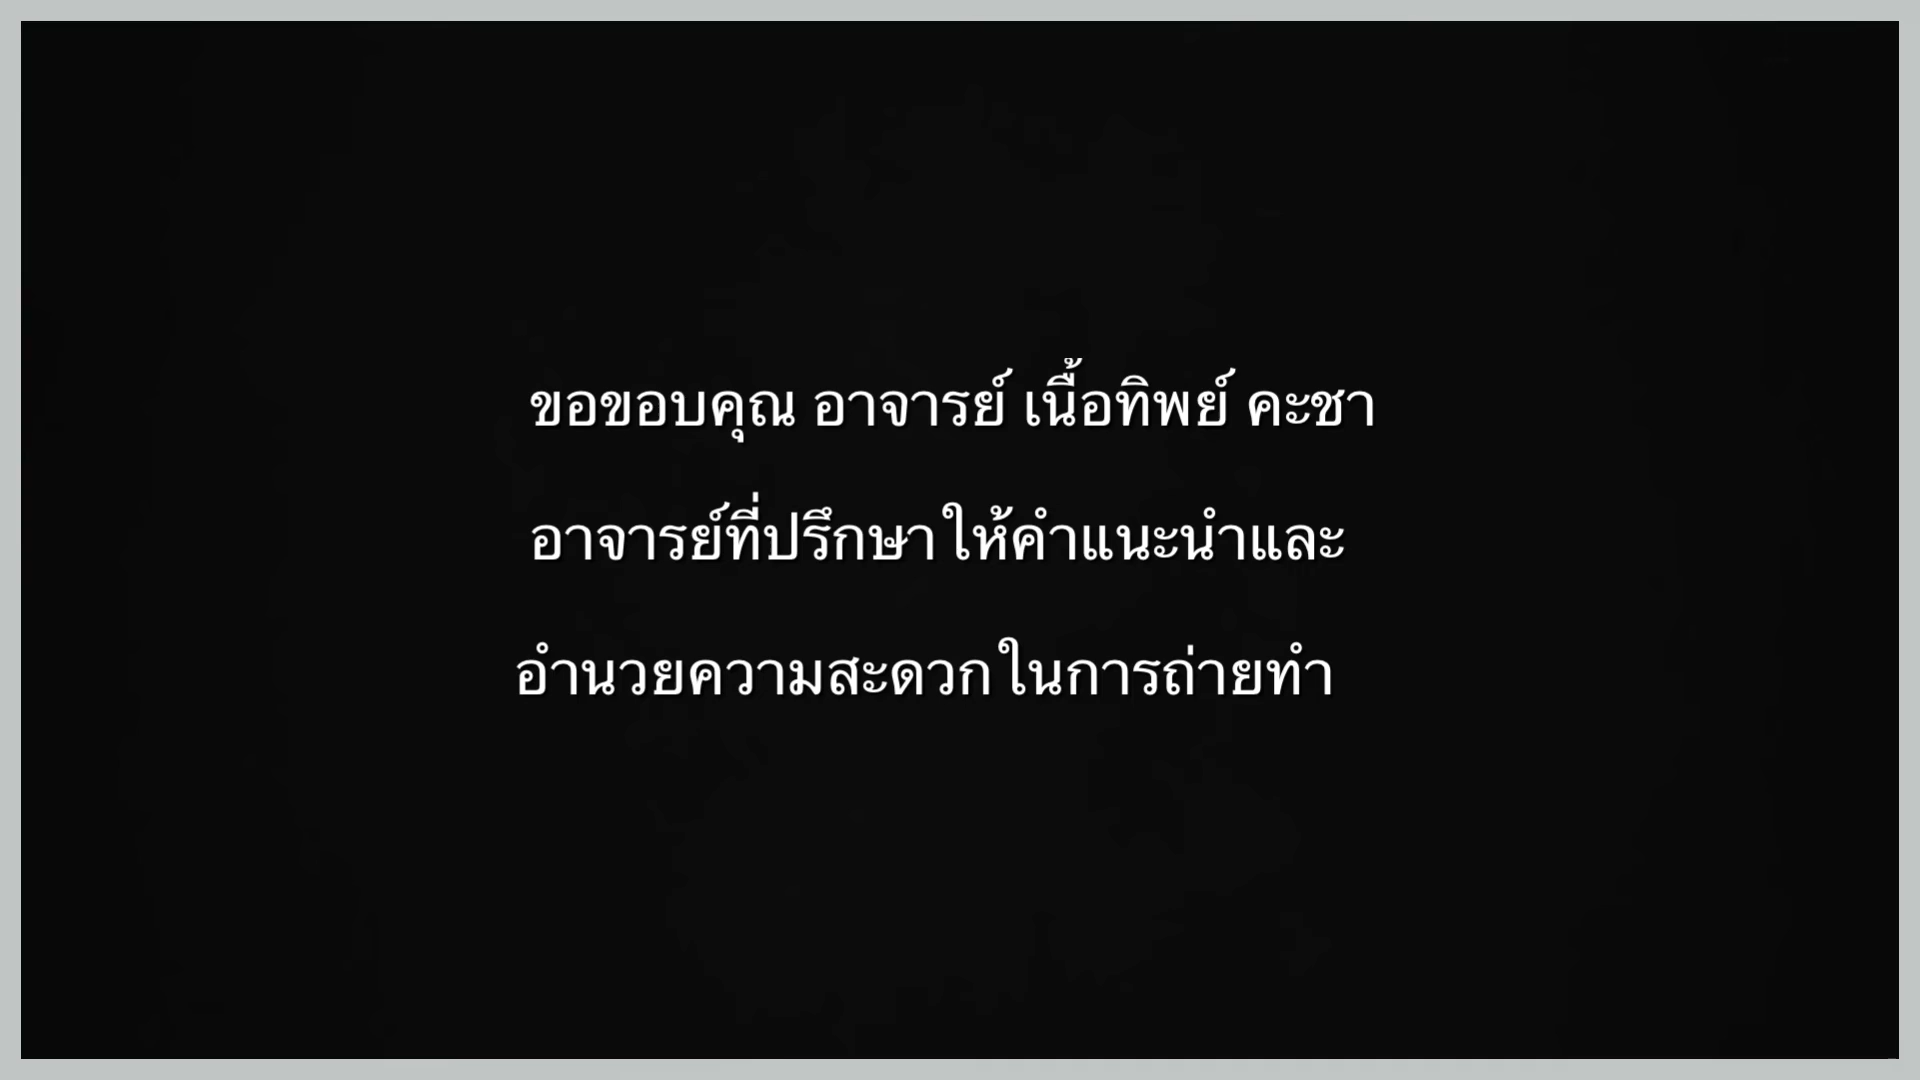 ขอขอบคุณ อาจารย์ เนื้อทิพย์ คะชา
อาจารย์ที่ปรึกษา ให้คำแนะนำและ
อำนวยความสะดวก ในการถ่ายทำ